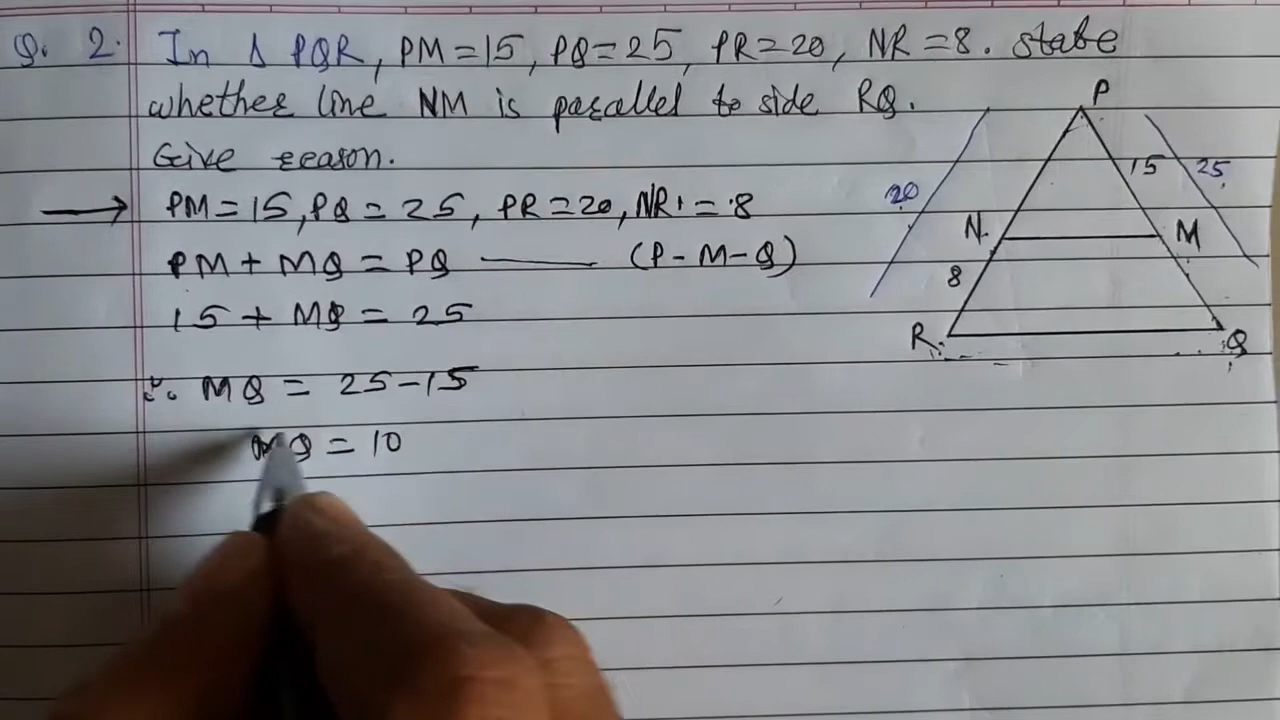 Q. 2. In Δ PQR, PM = 15, PQ = 25, PR = 20, NR = 8. State
whether line NM is parallel to side RQ.
Give reason.
→ PM = 15, PQ = 25, PR = 20, NR = 8
PM + MQ = PQ —— (P - M - Q)
15 + MQ = 25
∴ MQ = 25 - 15
MQ = 10
P
15
25
20
N
M
8
R
Q